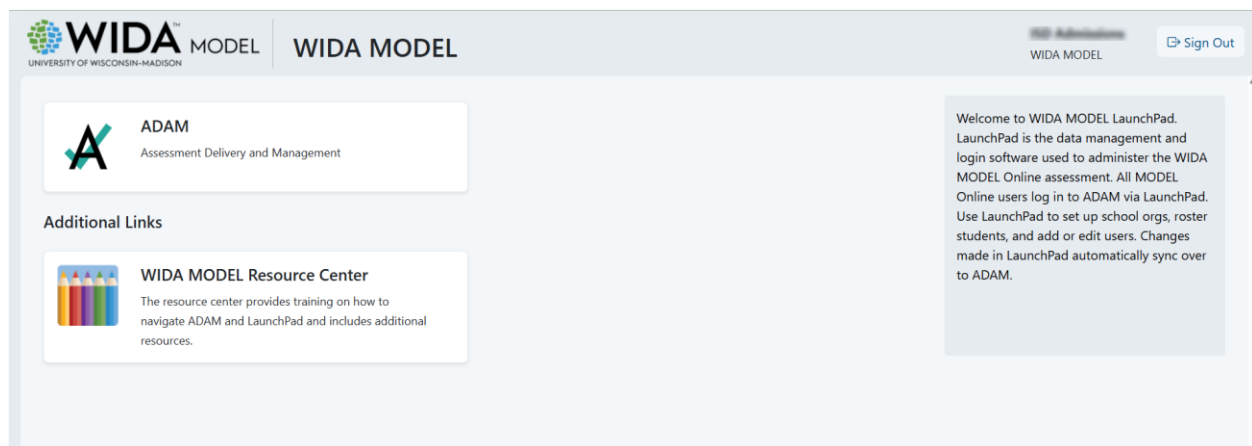 WIDA™ MODEL
UNIVERSITY OF WISCONSIN-MADISON
WIDA MODEL
WIDA MODEL
Sign Out
ADAM
Assessment Delivery and Management
Additional Links
WIDA MODEL Resource Center
The resource center provides training on how to
navigate ADAM and LaunchPad and includes additional
resources.
Welcome to WIDA MODEL LaunchPad.
LaunchPad is the data management and
login software used to administer the WIDA
MODEL Online assessment. All MODEL
Online users log in to ADAM via LaunchPad.
Use LaunchPad to set up school orgs, roster
students, and add or edit users. Changes
made in LaunchPad automatically sync over
to ADAM.